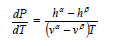 dP/dT = (h^α − h^β)/((v^α − v^β)T)